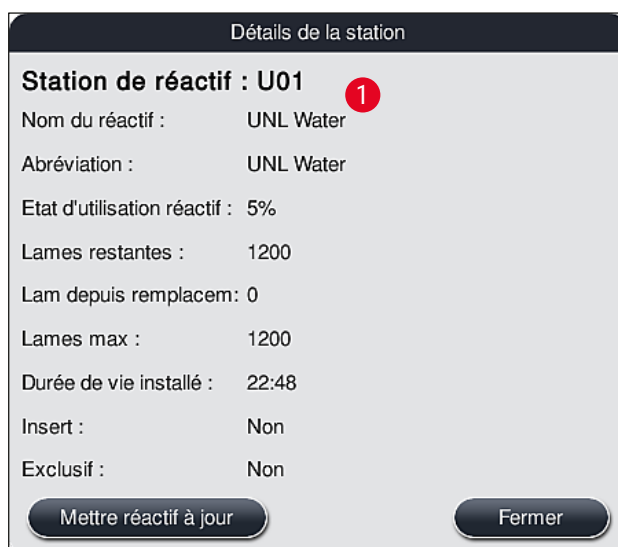 Détails de la station
Station de réactif : U01
1
Nom du réactif : UNL Water
Abréviation : UNL Water
Etat d'utilisation réactif : 5%
Lames restantes : 1200
Lam depuis remplacem: 0
Lames max : 1200
Durée de vie installé : 22:48
Insert : Non
Exclusif : Non
Mettre réactif à jour Fermer